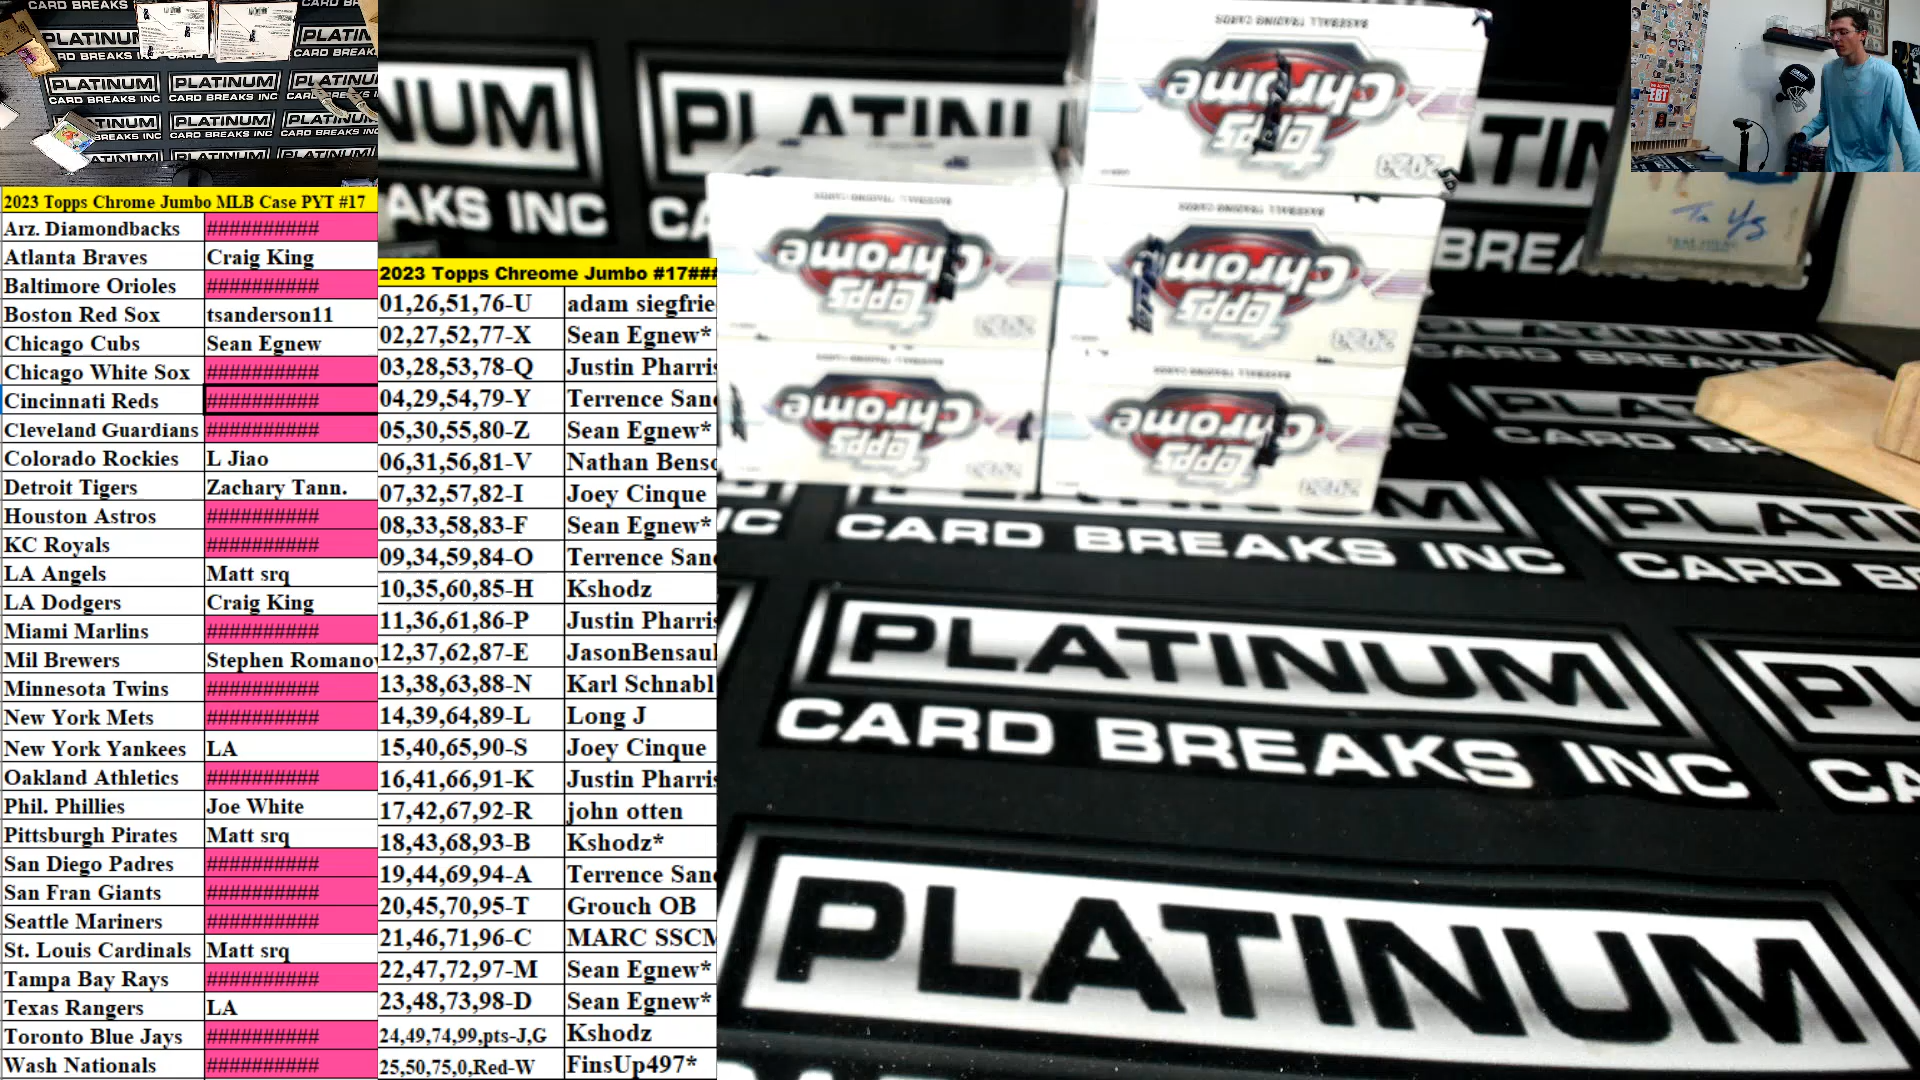 2023 Topps Chrome Jumbo MLB Case PYT #17
Arz. Diamondbacks ##########
Atlanta Braves Craig King
Baltimore Orioles ##########
Boston Red Sox tsanderson11
Chicago Cubs Sean Egnew
Chicago White Sox ##########
Cincinnati Reds ##########
Cleveland Guardians ##########
Colorado Rockies L Jiao
Detroit Tigers Zachary Tann.
Houston Astros ##########
KC Royals ##########
LA Angels Matt srq
LA Dodgers Craig King
Miami Marlins ##########
Mil Brewers Stephen Romanov
Minnesota Twins ##########
New York Mets ##########
New York Yankees LA
Oakland Athletics ##########
Phil. Phillies Joe White
Pittsburgh Pirates Matt srq
San Diego Padres ##########
San Fran Giants ##########
Seattle Mariners ##########
St. Louis Cardinals Matt srq
Tampa Bay Rays ##########
Texas Rangers LA
Toronto Blue Jays ##########
Wash Nationals ##########
2023 Topps Chreome Jumbo #17###
01,26,51,76-U adam siegfrie
02,27,52,77-X Sean Egnew*
03,28,53,78-Q Justin Pharris
04,29,54,79-Y Terrence Sand
05,30,55,80-Z Sean Egnew*
06,31,56,81-V Nathan Benso
07,32,57,82-I Joey Cinque
08,33,58,83-F Sean Egnew*
09,34,59,84-O Terrence Sand
10,35,60,85-H Kshodz
11,36,61,86-P Justin Pharris
12,37,62,87-E JasonBensaul
13,38,63,88-N Karl Schnabl
14,39,64,89-L Long J
15,40,65,90-S Joey Cinque
16,41,66,91-K Justin Pharris
17,42,67,92-R john otten
18,43,68,93-B Kshodz*
19,44,69,94-A Terrence Sand
20,45,70,95-T Grouch OB
21,46,71,96-C MARC SSCM
22,47,72,97-M Sean Egnew*
23,48,73,98-D Sean Egnew*
24,49,74,99,pts-J,G Kshodz
25,50,75,0,Red-W FinsUp497*
PLATINUM
CARD BREAKS INC
PLATINUM
Topps
Chrome
2023
BASEBALL TRADING CARDS